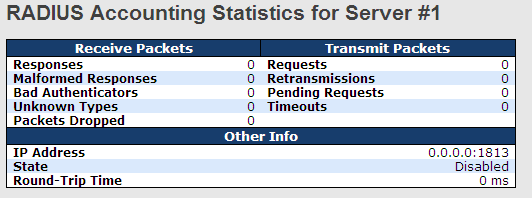 RADIUS Accounting Statistics for Server #1
Receive Packets Transmit Packets
Responses 0 Requests 0
Malformed Responses 0 Retransmissions 0
Bad Authenticators 0 Pending Requests 0
Unknown Types 0 Timeouts 0
Packets Dropped 0
Other Info
IP Address 0.0.0.0:1813
State Disabled
Round-Trip Time 0 ms